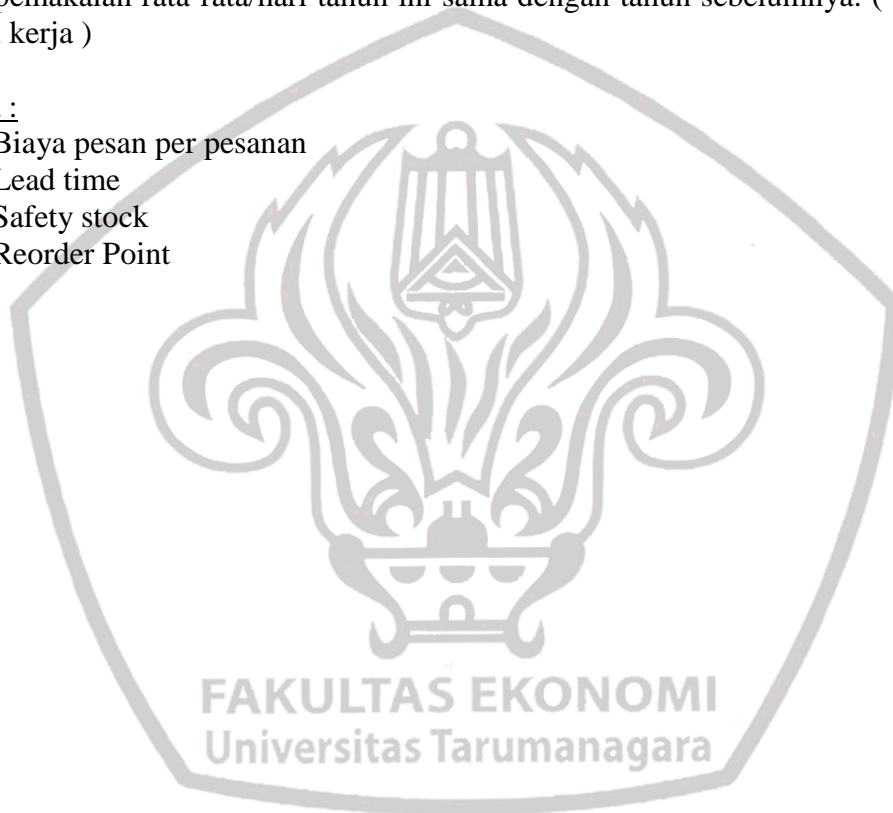 pemakaian rata-rata/hari tahun ini sama dengan tahun sebelumnya. (
kerja )
:
Biaya pesan per pesanan
Lead time
Safety stock
Reorder Point
FAKULTAS EKONOMI
Universitas Tarumanagara